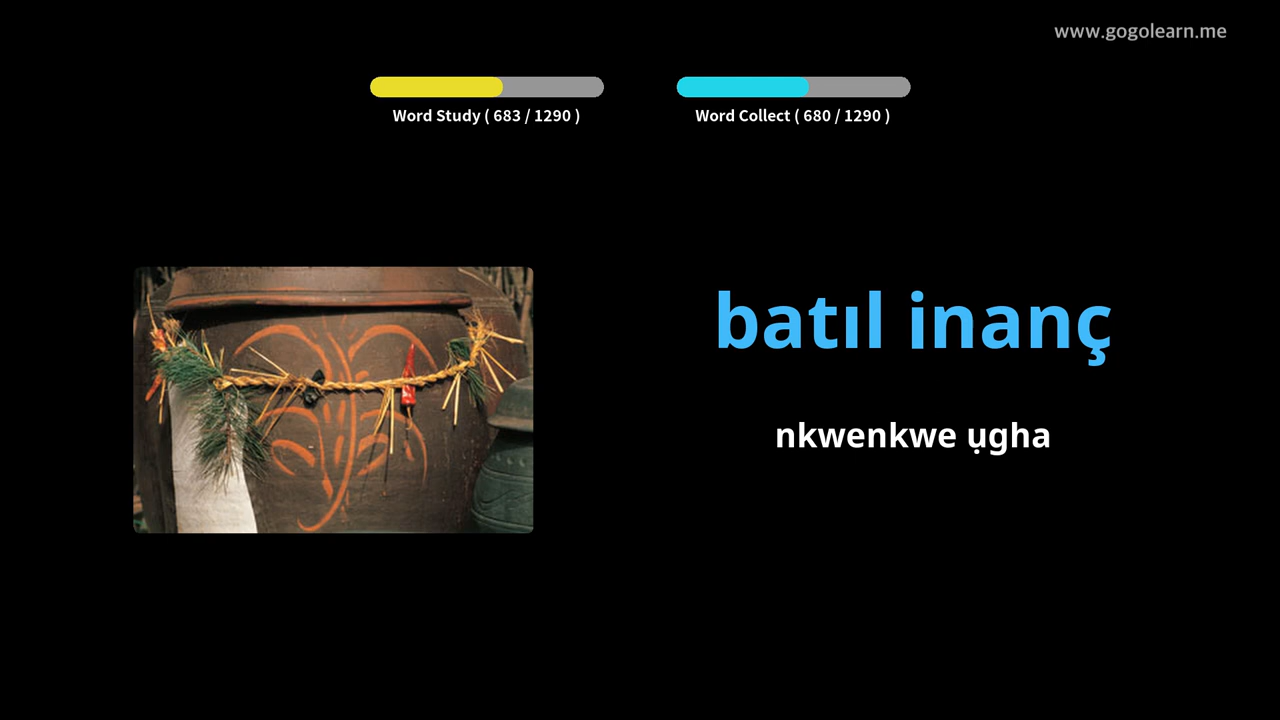 www.gogolearn.me
Word Study ( 683 / 1290 )
Word Collect ( 680 / 1290 )
batıl inanç
nkwenkwe ụgha